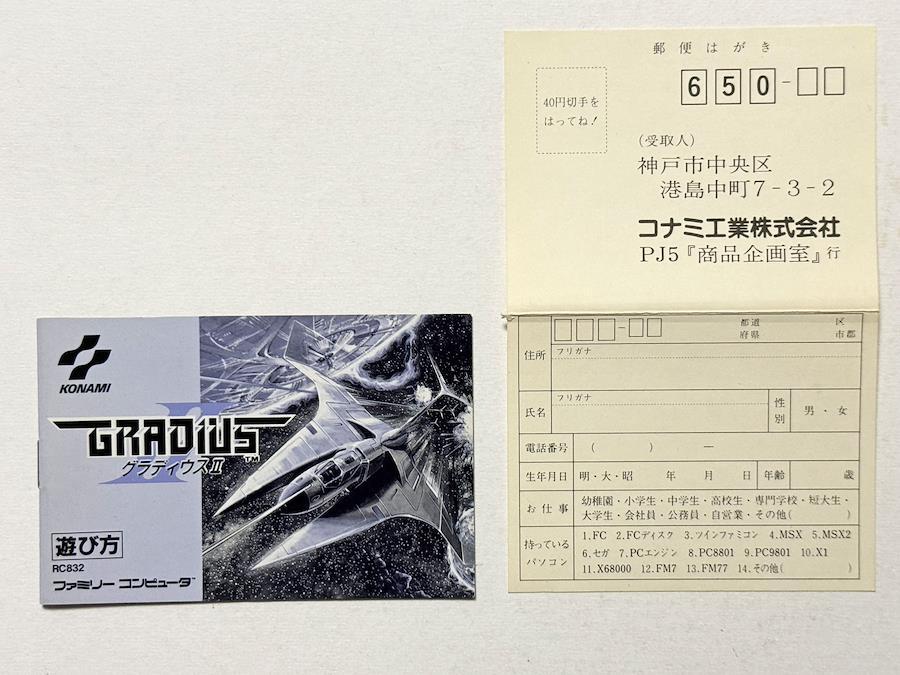 KONAMI
GRADIUS II
TM
グラディウスII
遊び方
RC832
ファミリーコンピュータ™
郵便はがき
40円切手を
はってね！
650-
(受取人)
神戸市中央区
港島中町7-3-2
コナミ工業株式会社
PJ5『商品企画室』行
住所
都道
府県
区
市郡
フリガナ
氏名
フリガナ
性別
男・女
電話番号
( ) ―
生年月日
明・大・昭 年 月 日
年齢
歳
お仕事
幼稚園・小学生・中学生・高校生・専門学校・短大生・
大学生・会社員・公務員・自営業・その他( )
持っている
パソコン
1.FC 2.FCディスク 3.ツインファミコン 4.MSX 5.MSX2
6.セガ 7.PCエンジン 8.PC8801 9.PC9801 10.X1
11.X68000 12.FM7 13.FM77 14.その他( )